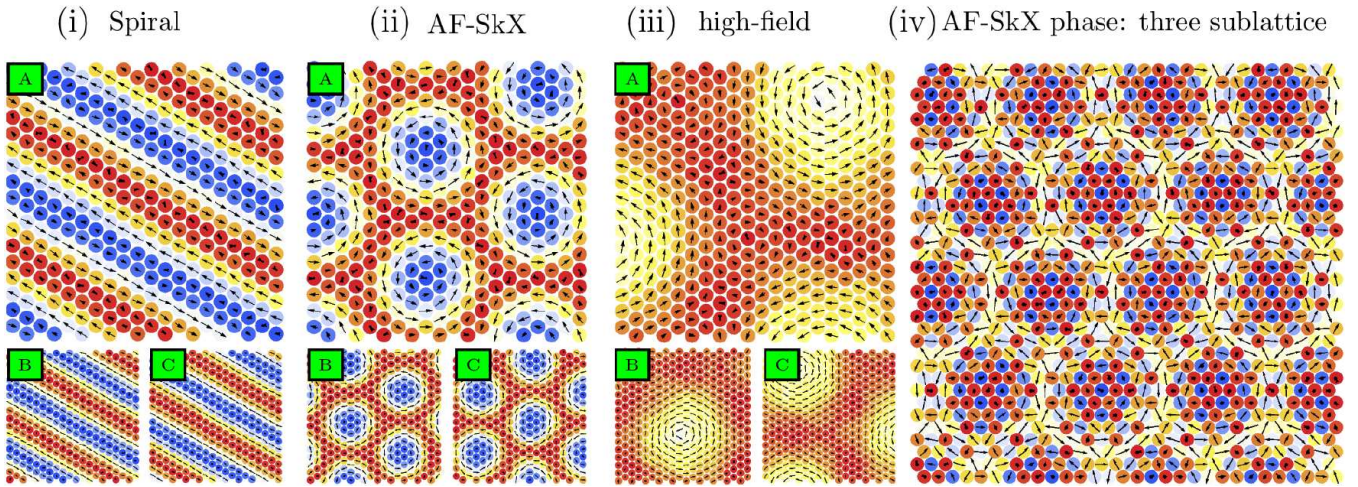 (i) Spiral
(ii) AF-SkX
(iii) high-field
(iv) AF-SkX phase: three sublattice
A
A
A
B
C
B
C
B
C